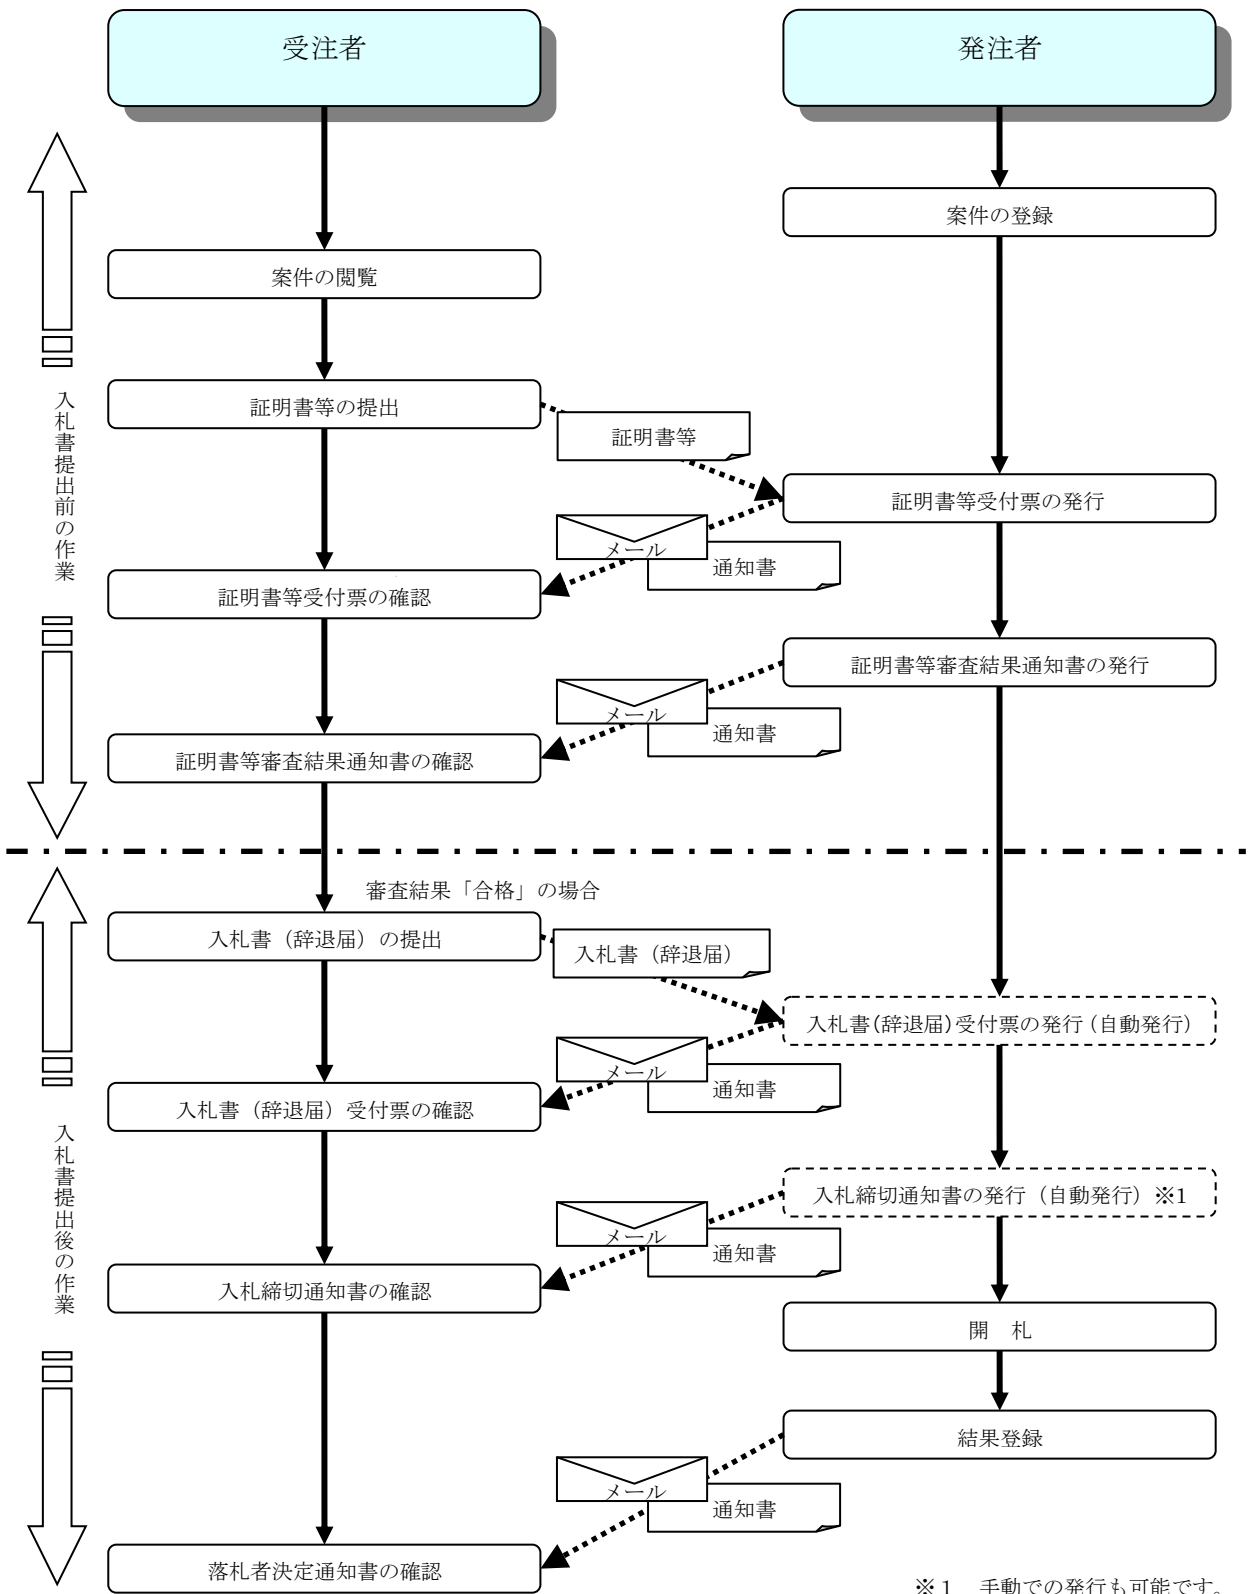 受注者
発注者
案件の登録
案件の閲覧
入札書提出前の作業
証明書等の提出
証明書等
証明書等受付票の発行
メール
通知書
証明書等受付票の確認
証明書等審査結果通知書の発行
メール
通知書
証明書等審査結果通知書の確認
審査結果「合格」の場合
入札書（辞退届）の提出
入札書（辞退届）
入札書(辞退届)受付票の発行(自動発行)
メール
通知書
入札書（辞退届）受付票の確認
入札書提出後の作業
入札締切通知書の発行（自動発行）※1
メール
通知書
入札締切通知書の確認
開　札
結果登録
メール
通知書
落札者決定通知書の確認
※１　手動での発行も可能です。